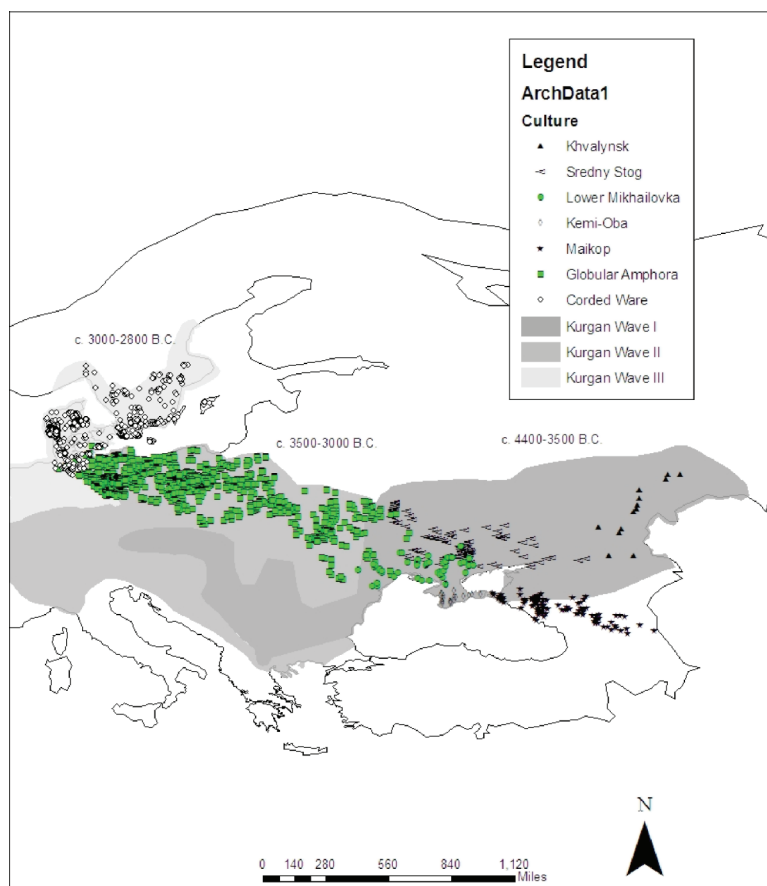 Legend
ArchData1
Culture
Khvalynsk
Sredny Stog
Lower Mikhailovka
Kemi-Oba
Maikop
Globular Amphora
Corded Ware
Kurgan Wave I
Kurgan Wave II
Kurgan Wave III
c. 3000-2800 B.C.
c. 3500-3000 B.C.
c. 4400-3500 B.C.
N
0 140 280 560 840 1,120
Miles